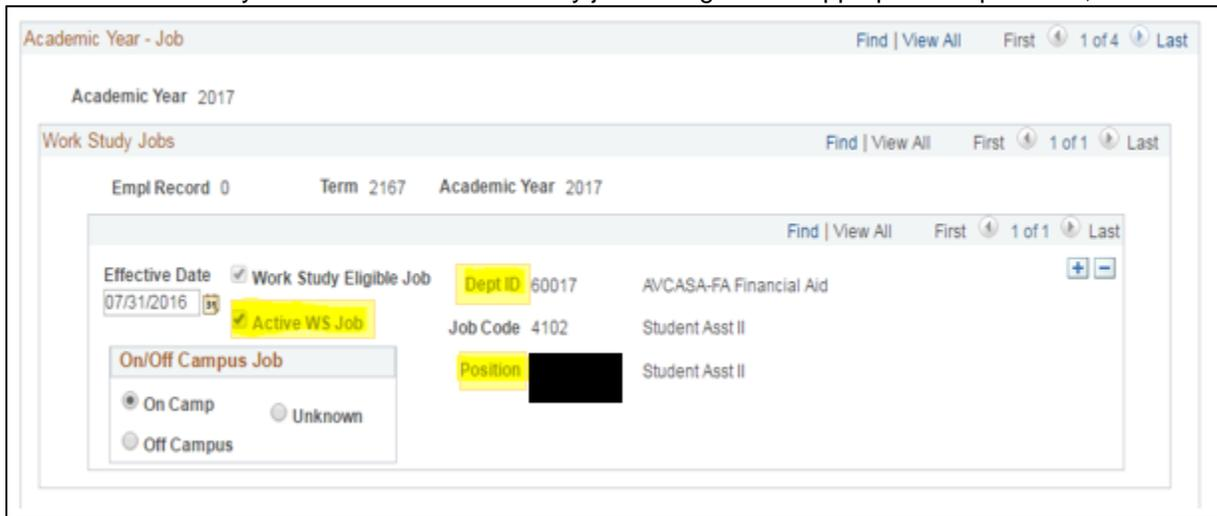 Academic Year - Job Find | View All First 1 of 4 Last
Academic Year 2017
Work Study Jobs Find | View All First 1 of 1 Last
Empl Record 0 Term 2167 Academic Year 2017
Find | View All First 1 of 1 Last
Effective Date Work Study Eligible Job Dept ID 60017 AVCASA-FA Financial Aid
07/31/2016 31 Active WS Job Job Code 4102 Student Asst II
On/Off Campus Job Position Student Asst II
On Camp Unknown
Off Campus